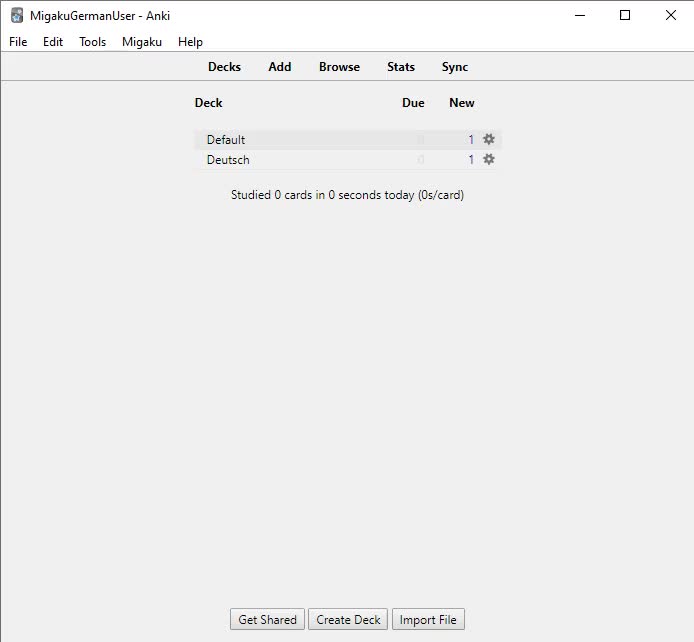 MigakuGermanUser - Anki
File Edit Tools Migaku Help
Decks Add Browse Stats Sync
Deck Due New
Default 0 1
Deutsch 0 1
Studied 0 cards in 0 seconds today (0s/card)
Get Shared Create Deck Import File